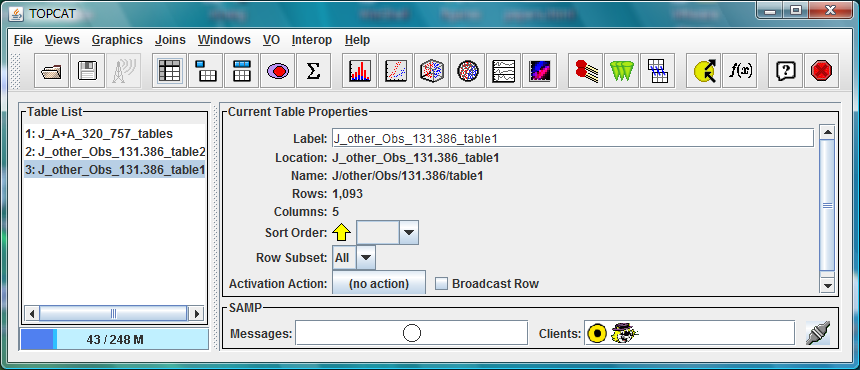 TOPCAT
File Views Graphics Joins Windows VO Interop Help
Σ f(x) ?
Table List
1: J_A+A_320_757_tables
2: J_other_Obs_131.386_table2
3: J_other_Obs_131.386_table1
43 / 248 M
Current Table Properties
Label: J_other_Obs_131.386_table1
Location: J_other_Obs_131.386_table1
Name: J/other/Obs/131.386/table1
Rows: 1,093
Columns: 5
Sort Order:
Row Subset: All
Activation Action: (no action) Broadcast Row
SAMP
Messages: Clients: